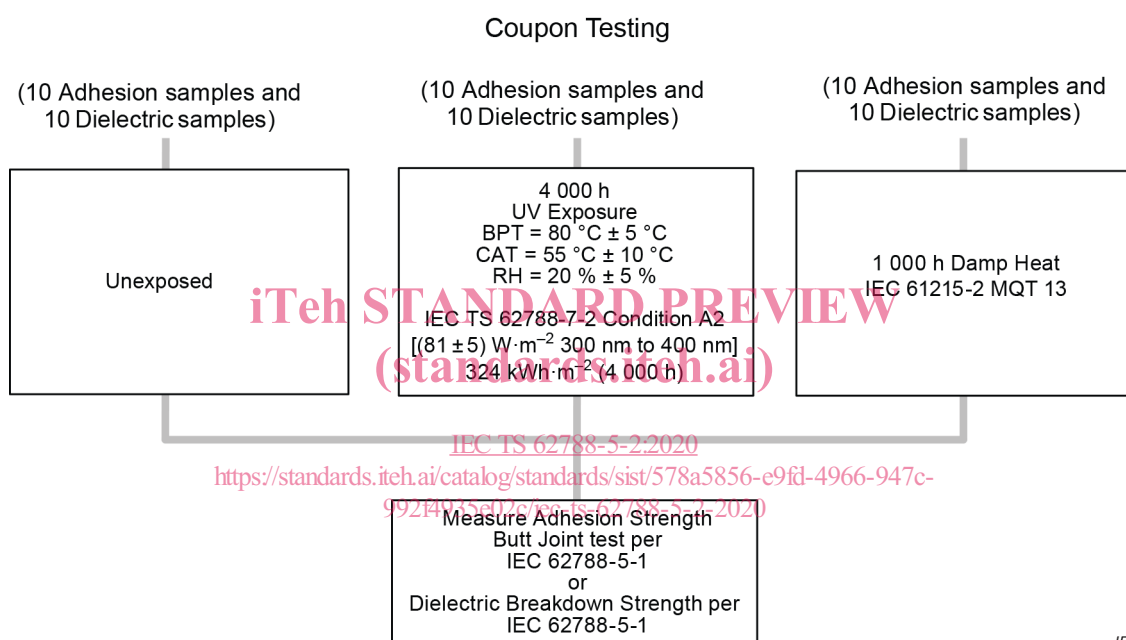 Coupon Testing
(10 Adhesion samples and
10 Dielectric samples)
(10 Adhesion samples and
10 Dielectric samples)
(10 Adhesion samples and
10 Dielectric samples)
Unexposed
4 000 h
UV Exposure
BPT = 80 °C ± 5 °C
CAT = 55 °C ± 10 °C
RH = 20 % ± 5 %
IEC TS 62788-7-2 Condition A2
[(81 ± 5) W·m⁻² 300 nm to 400 nm]
324 kWh·m⁻² (4 000 h)
1 000 h Damp Heat
IEC 61215-2 MQT 13
iTeh STANDARD PREVIEW
(standards.iteh.ai)
IEC TS 62788-5-2:2020
https://standards.iteh.ai/catalog/standards/sist/578a5856-e9fd-4966-947c-
992f4935e02c/iec-ts-62788-5-2-2020
Measure Adhesion Strength
Butt Joint test per
IEC 62788-5-1
or
Dielectric Breakdown Strength per
IEC 62788-5-1